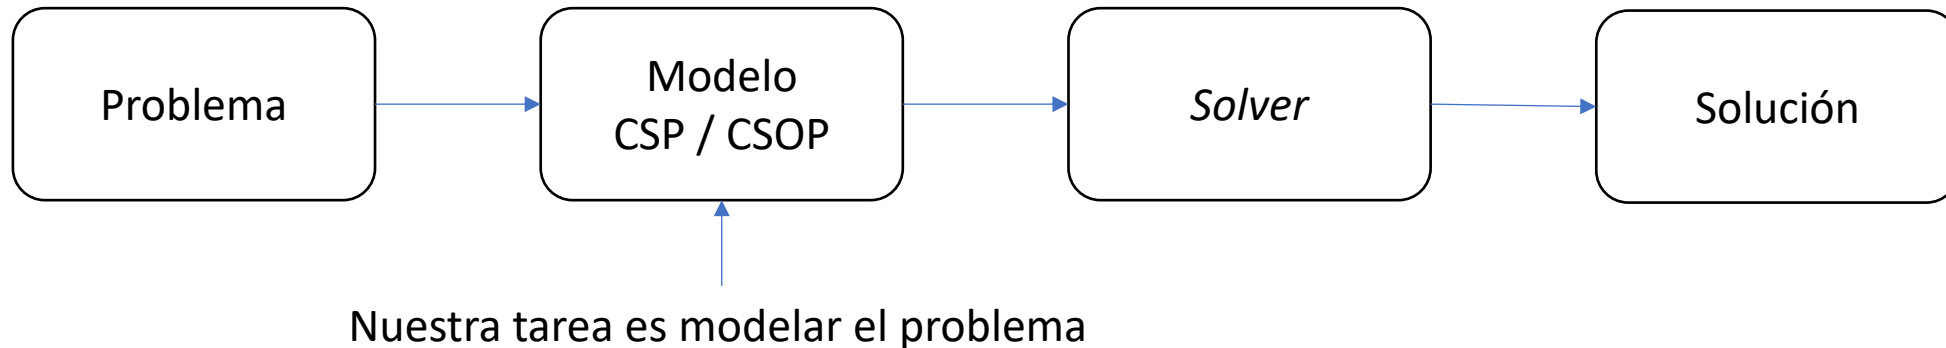 Problema
Modelo
CSP / CSOP
Solver
Solución
Nuestra tarea es modelar el problema